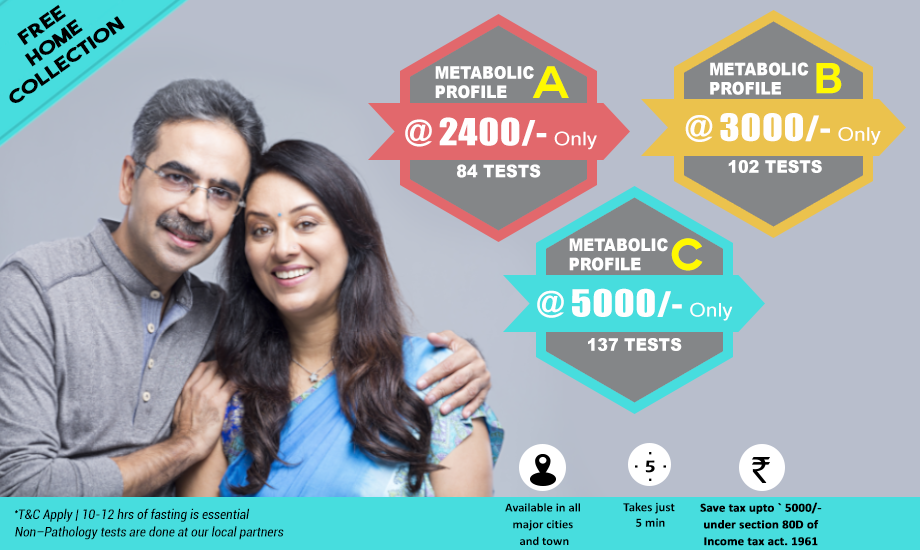 FREE
HOME
COLLECTION
METABOLIC
PROFILE A
@ 2400/- Only
84 TESTS
METABOLIC
PROFILE B
@ 3000/- Only
102 TESTS
METABOLIC
PROFILE C
@ 5000/- Only
137 TESTS
5
₹
*T&C Apply | 10-12 hrs of fasting is essential
Non–Pathology tests are done at our local partners
Available in all
major cities
and town
Takes just
5 min
Save tax upto ` 5000/-
under section 80D of
Income tax act. 1961